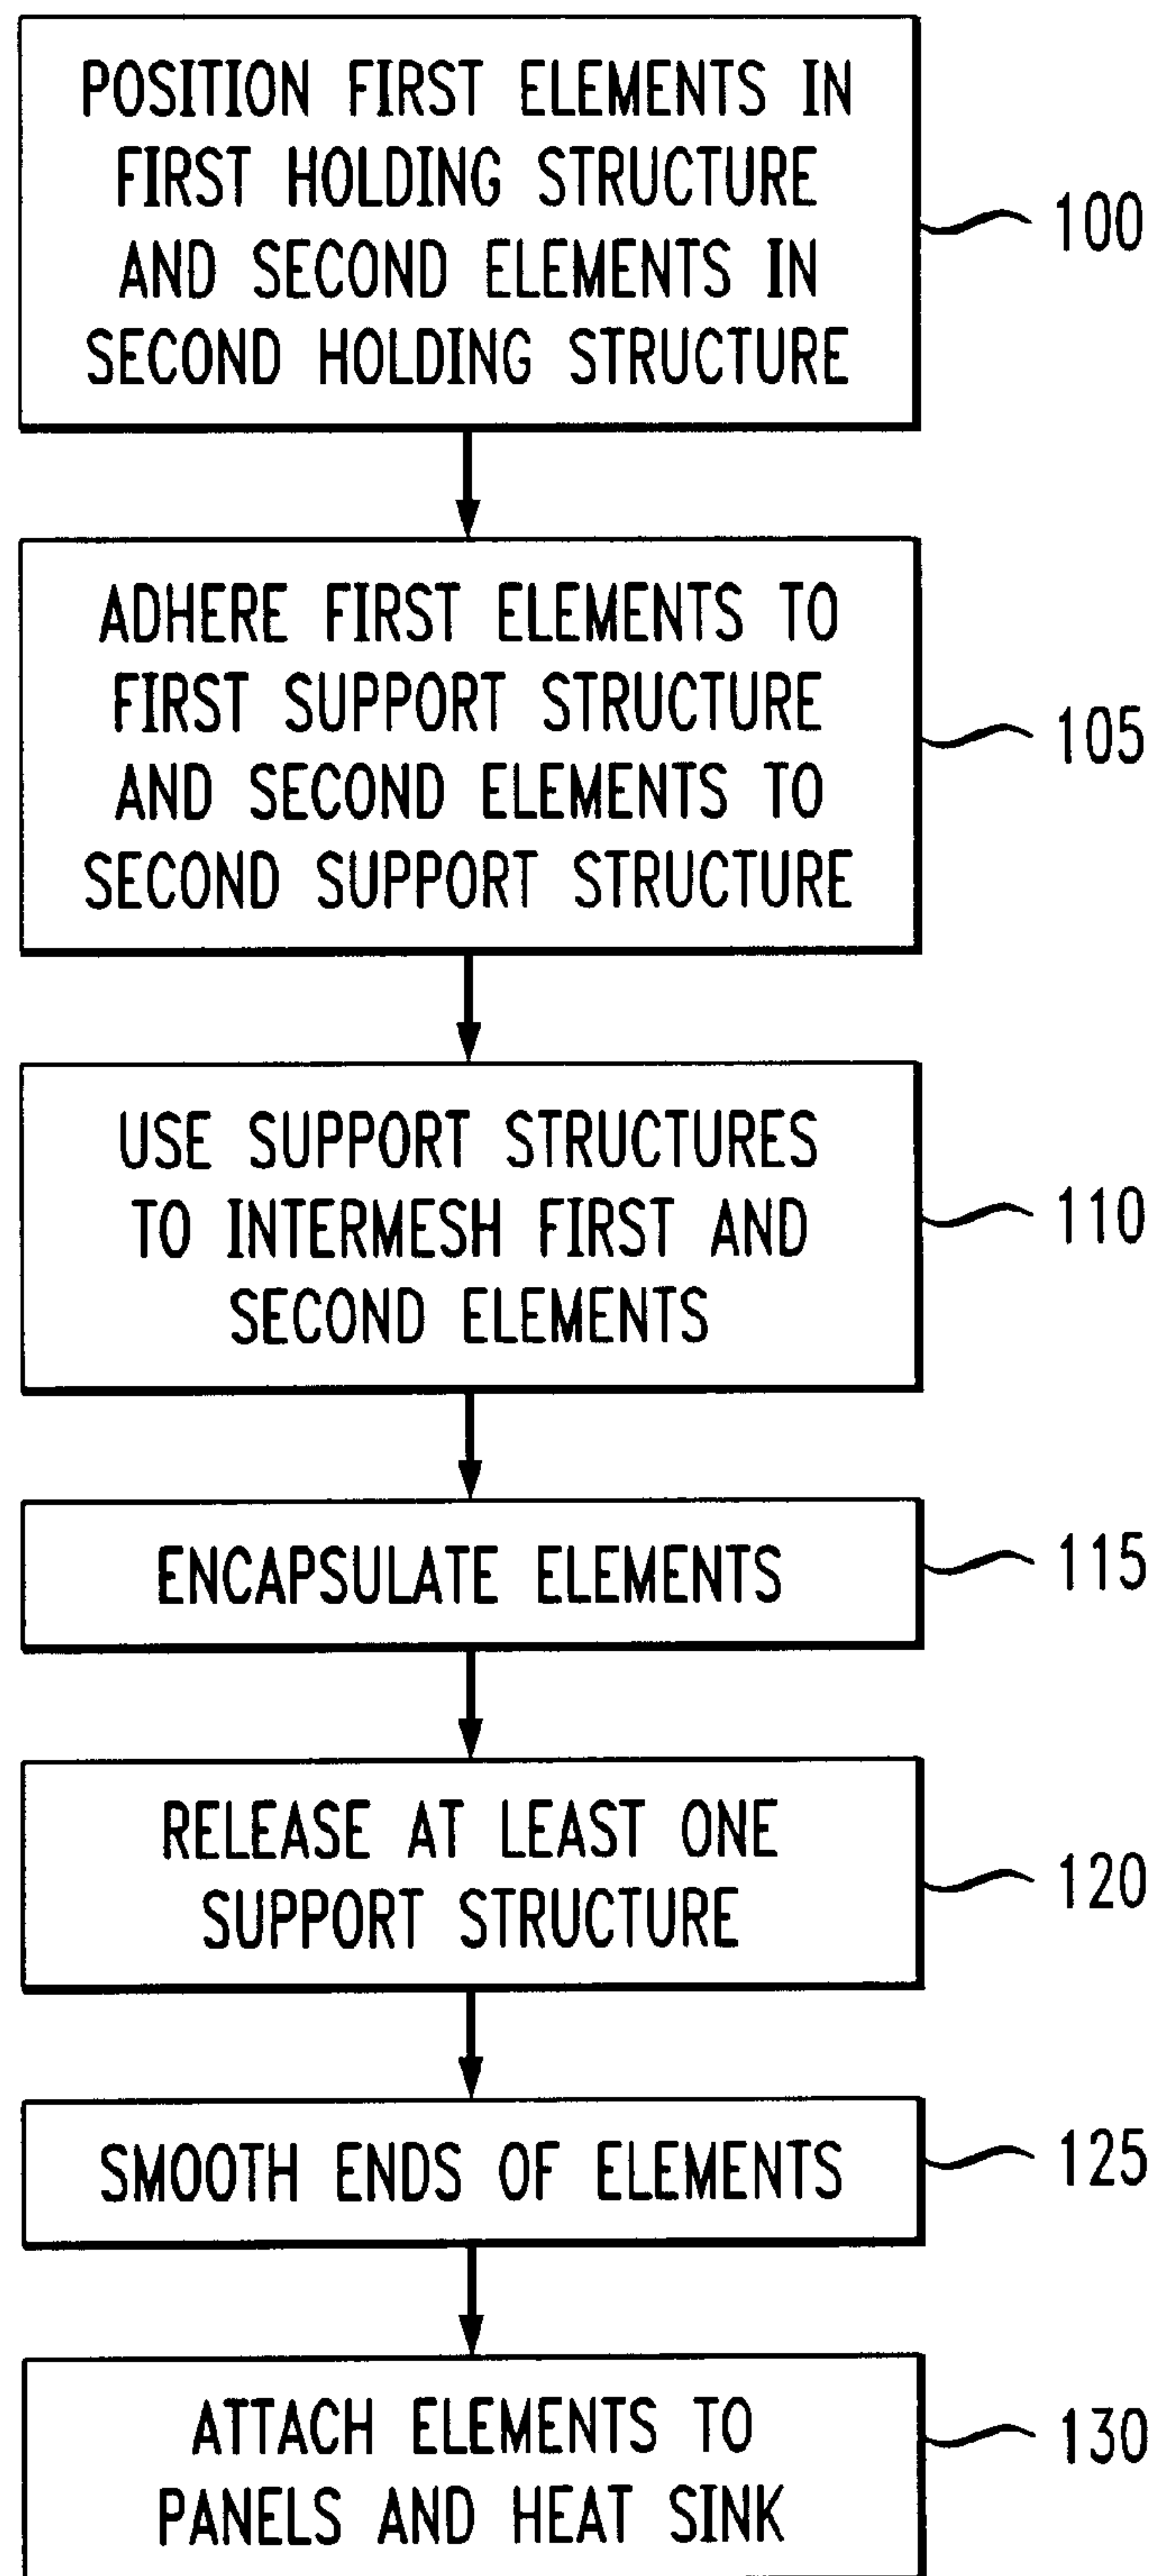 POSITION FIRST ELEMENTS IN
FIRST HOLDING STRUCTURE
AND SECOND ELEMENTS IN
SECOND HOLDING STRUCTURE
100
ADHERE FIRST ELEMENTS TO
FIRST SUPPORT STRUCTURE
AND SECOND ELEMENTS TO
SECOND SUPPORT STRUCTURE
105
USE SUPPORT STRUCTURES
TO INTERMESH FIRST AND
SECOND ELEMENTS
110
ENCAPSULATE ELEMENTS
115
RELEASE AT LEAST ONE
SUPPORT STRUCTURE
120
SMOOTH ENDS OF ELEMENTS
125
ATTACH ELEMENTS TO
PANELS AND HEAT SINK
130